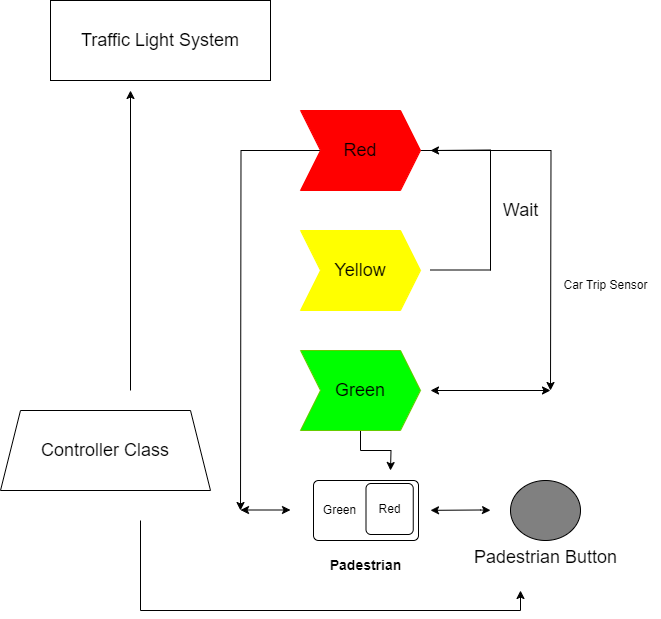 Traffic Light System
Red
Wait
Yellow
Car Trip Sensor
Green
Controller Class
Green
Red
Padestrian
Padestrian Button